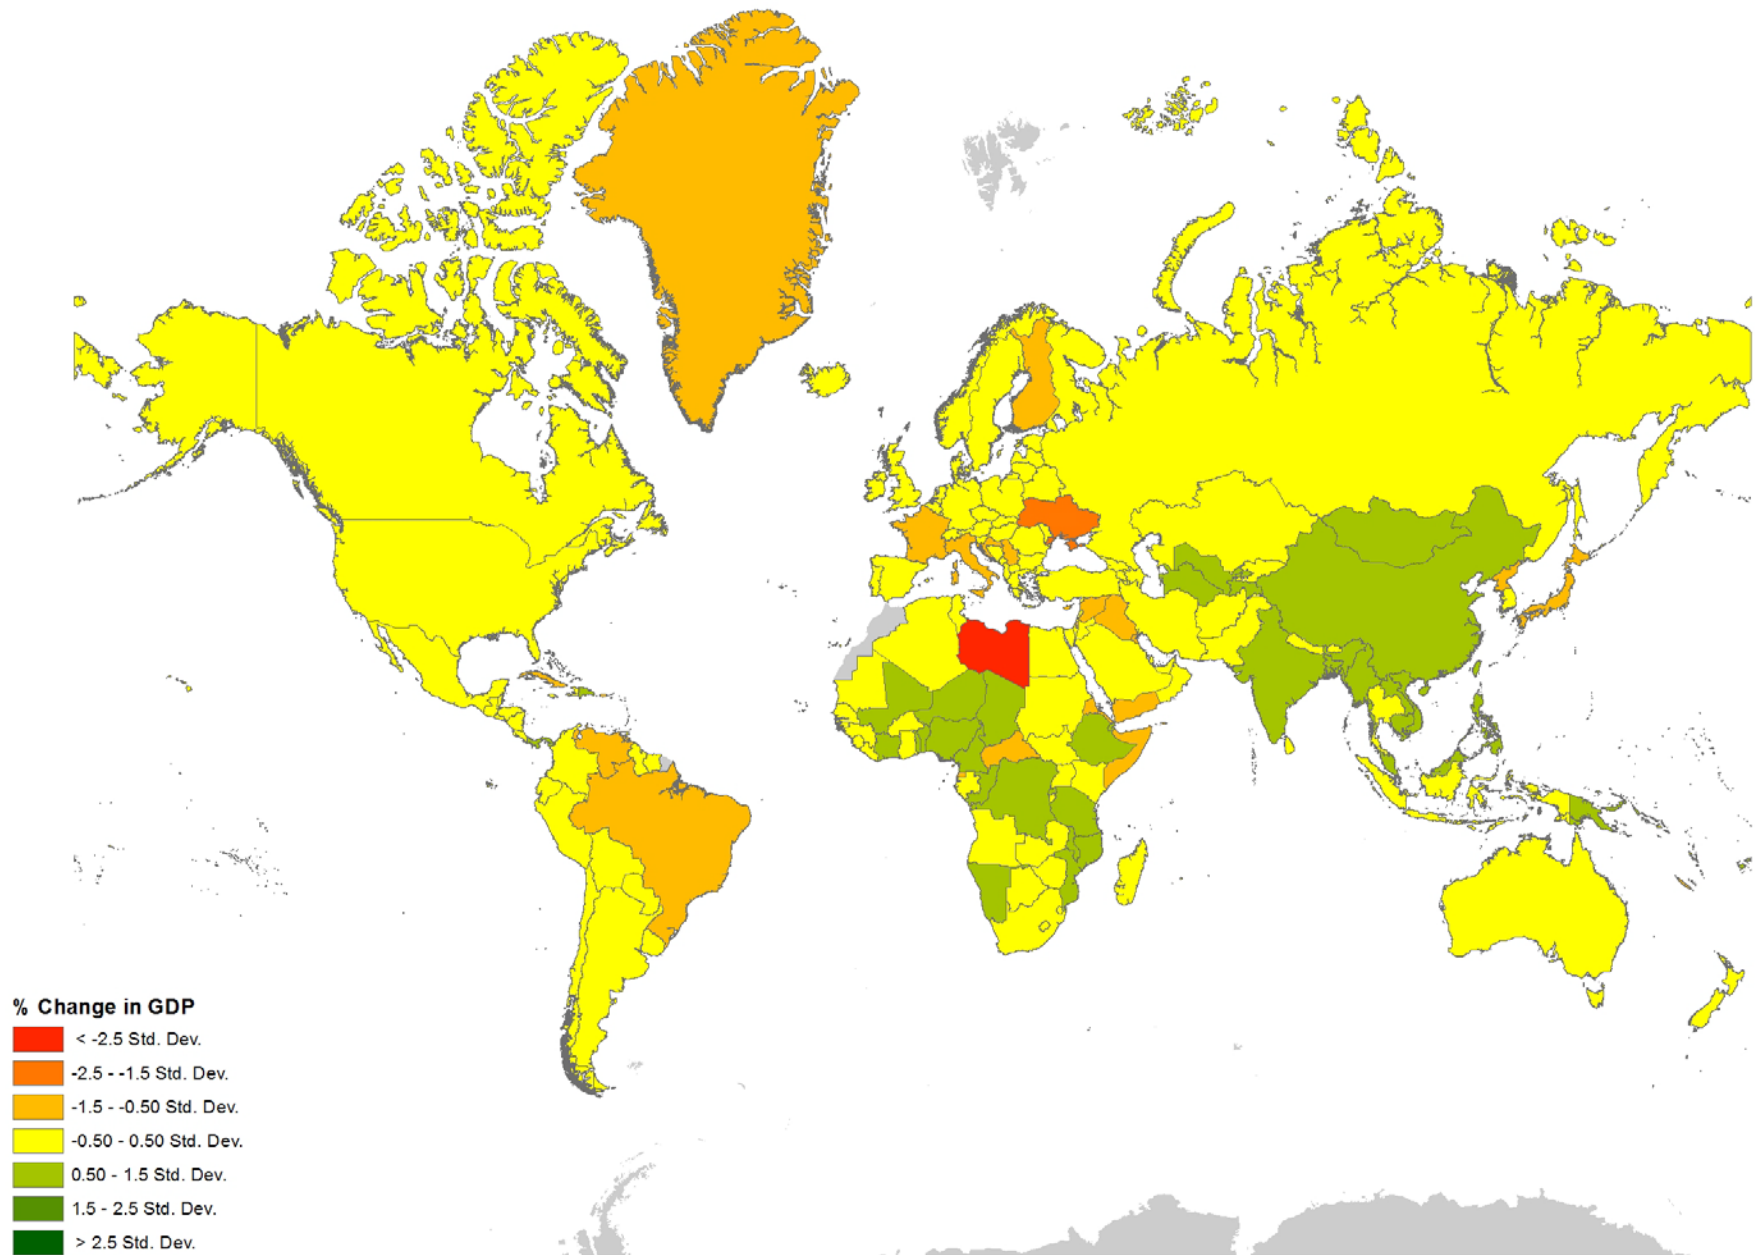 % Change in GDP
< -2.5 Std. Dev.
-2.5 - -1.5 Std. Dev.
-1.5 - -0.50 Std. Dev.
-0.50 - 0.50 Std. Dev.
0.50 - 1.5 Std. Dev.
1.5 - 2.5 Std. Dev.
> 2.5 Std. Dev.